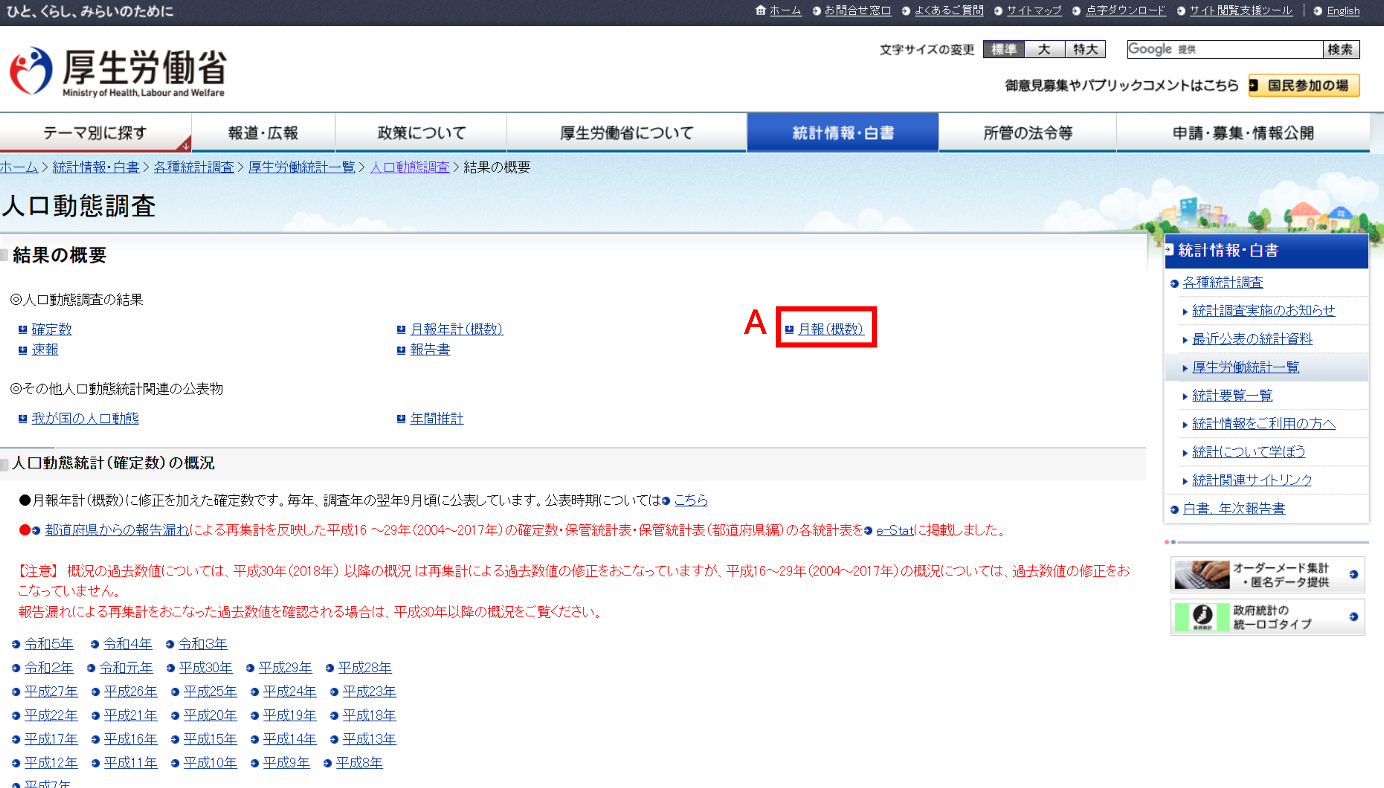 ひと、くらし、みらいのために
ホーム お問合せ窓口 よくあるご質問 サイトマップ 点字ダウンロード サイト閲覧支援ツール English
厚生労働省
Ministry of Health, Labour and Welfare
文字サイズの変更 標準 大 特大 Google 提供 検索
御意見募集やパブリックコメントはこちら 国民参加の場
テーマ別に探す 報道・広報 政策について 厚生労働省について 統計情報・白書 所管の法令等 申請・募集・情報公開
ホーム > 統計情報・白書 > 各種統計調査 > 厚生労働統計一覧 > 人口動態調査 > 結果の概要
人口動態調査
結果の概要
◎人口動態調査の結果
確定数 月報年計（概数） A 月報（概数）
速報 報告書
◎その他人口動態統計関連の公表物
我が国の人口動態 年間推計
人口動態統計（確定数）の概況
●月報年計（概数）に修正を加えた確定数です。毎年、調査年の翌年9月頃に公表しています。公表時期については こちら
● 都道府県からの報告漏れによる再集計を反映した平成16 ～29年（2004～2017年）の確定数・保管統計表・保管統計表（都道府県編）の各統計表を e-Statに掲載しました。
【注意】 概況の過去数値については、平成30年（2018年） 以降の概況 は再集計による過去数値の修正をおこなっていますが、平成16～29年（2004～2017年）の概況については、過去数値の修正をお
こなっていません。
報告漏れによる再集計をおこなった過去数値を確認される場合は、平成30年以降の概況をご覧ください。
令和5年 令和4年 令和3年
令和2年 令和元年 平成30年 平成29年 平成28年
平成27年 平成26年 平成25年 平成24年 平成23年
平成22年 平成21年 平成20年 平成19年 平成18年
平成17年 平成16年 平成15年 平成14年 平成13年
平成12年 平成11年 平成10年 平成9年 平成8年
平成7年
統計情報・白書
各種統計調査
統計調査実施のお知らせ
最近公表の統計資料
厚生労働統計一覧
統計要覧一覧
統計情報をご利用の方へ
統計について学ぼう
統計関連サイトリンク
白書、年次報告書
オーダーメード集計
・匿名データ提供
政府統計の
統一ロゴタイプ